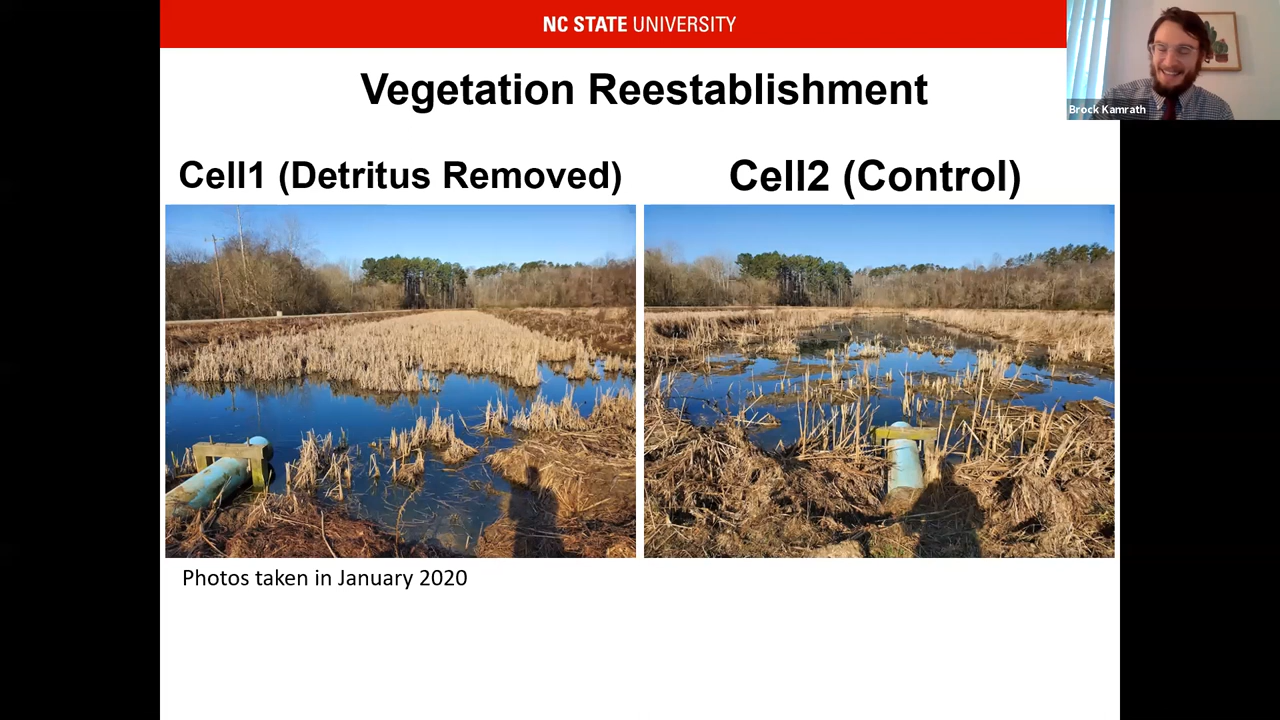 NC STATE UNIVERSITY
Brock Kamrath
Vegetation Reestablishment
Cell1 (Detritus Removed)
Cell2 (Control)
Photos taken in January 2020